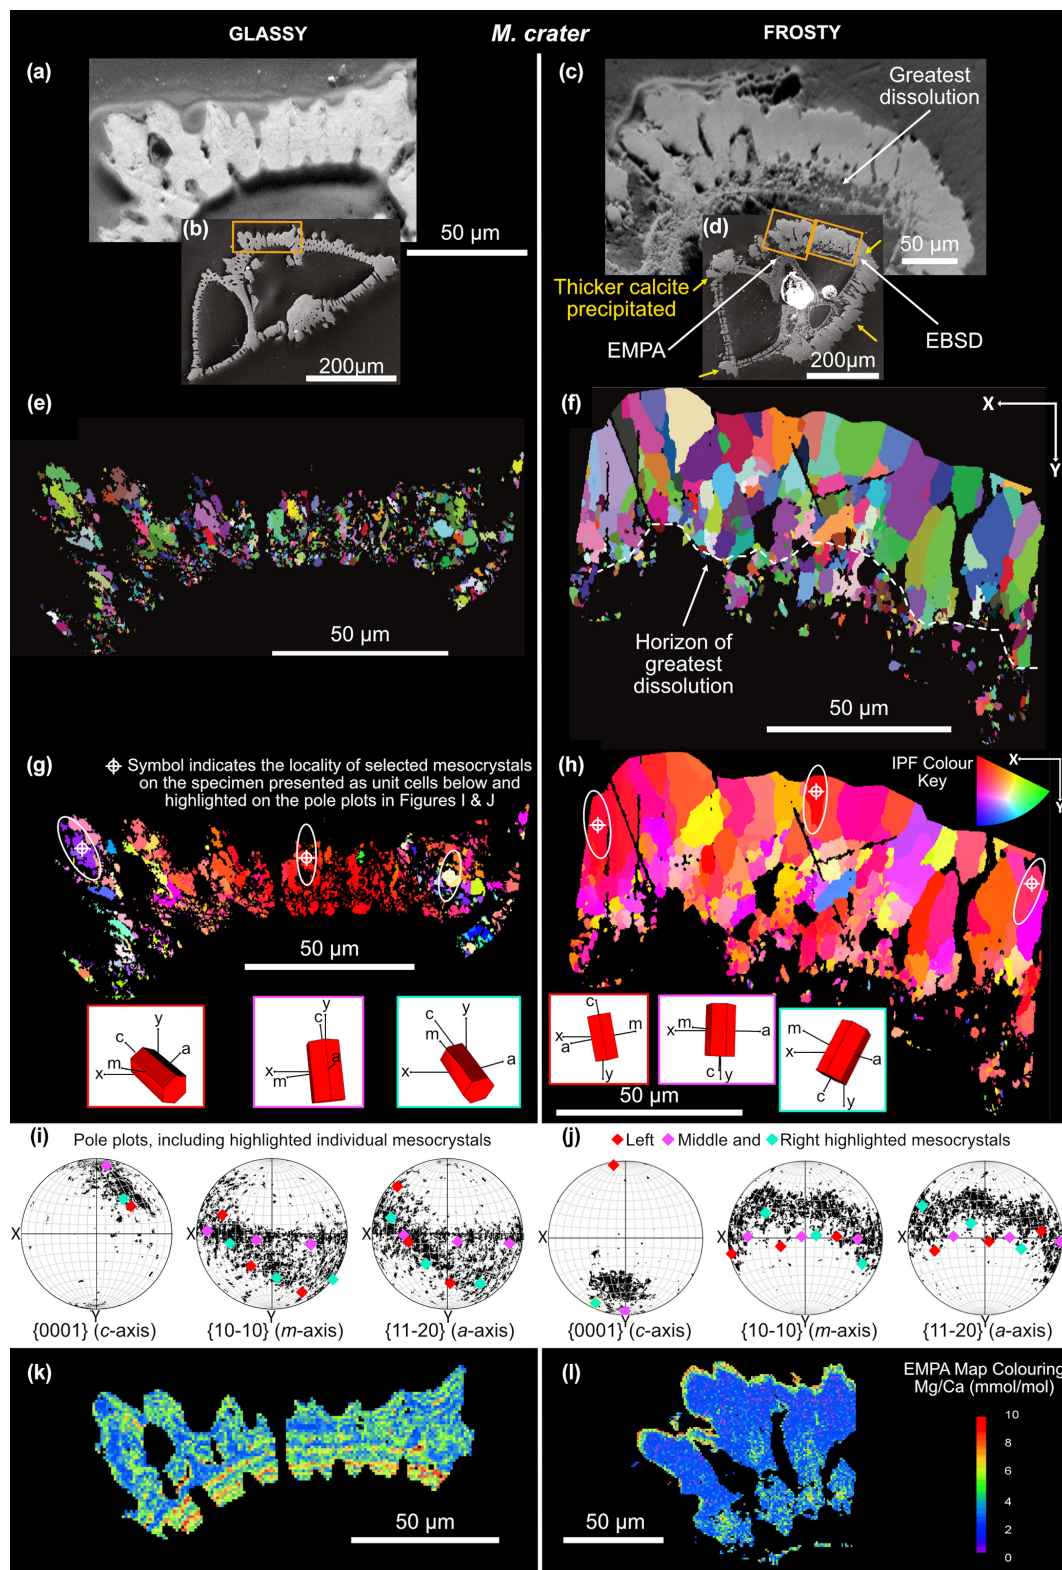 GLASSY
M. crater
FROSTY
(a)
50 µm
(b)
200µm
(c)
Greatest
dissolution
50 µm
(d)
Thicker calcite
precipitated
EMPA
EBSD
200µm
(e)
50 µm
(f)
X
Y
Horizon of
greatest
dissolution
50 µm
(g)
Symbol indicates the locality of selected mesocrystals
on the specimen presented as unit cells below and
highlighted on the pole plots in Figures I & J
50 µm
c
y
m
a
x
c
y
a
x
m
c
y
m
a
x
(h)
IPF Colour
Key
X
Y
c
m
x
a
y
m
x
a
c
y
m
x
a
c
y
50 µm
(i)
Pole plots, including highlighted individual mesocrystals
X
Y
{0001} (c-axis)
X
Y
{10-10} (m-axis)
X
Y
{11-20} (a-axis)
(j)
Left Middle and Right highlighted mesocrystals
X
Y
{0001} (c-axis)
X
Y
{10-10} (m-axis)
X
Y
{11-20} (a-axis)
(k)
50 µm
(l)
50 µm
EMPA Map Colouring
Mg/Ca (mmol/mol)
10
8
6
4
2
0